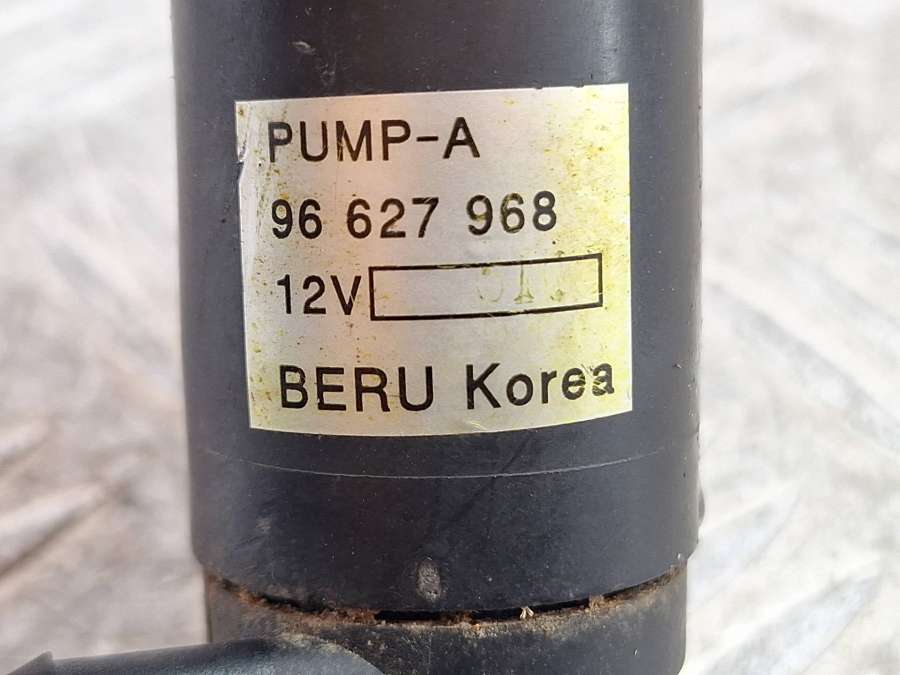 PUMP-A
96 627 968
12V
BERU Korea